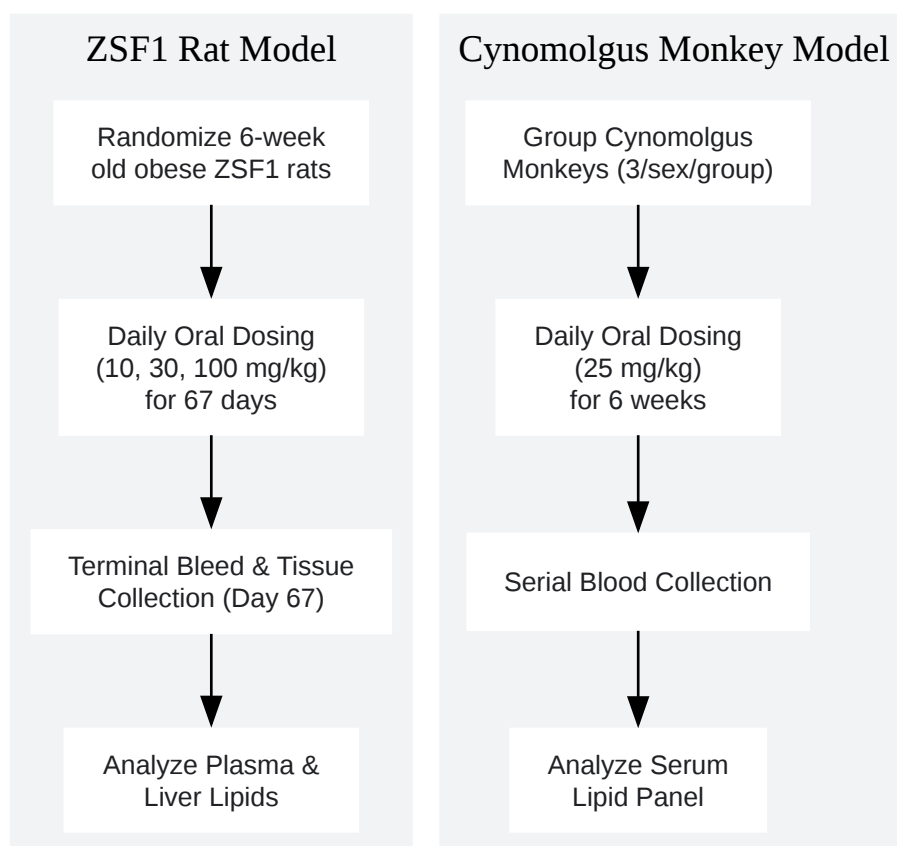 ZSF1 Rat Model
Randomize 6-week
old obese ZSF1 rats
Daily Oral Dosing
(10, 30, 100 mg/kg)
for 67 days
Terminal Bleed & Tissue
Collection (Day 67)
Analyze Plasma &
Liver Lipids
Cynomolgus Monkey Model
Group Cynomolgus
Monkeys (3/sex/group)
Daily Oral Dosing
(25 mg/kg)
for 6 weeks
Serial Blood Collection
Analyze Serum
Lipid Panel